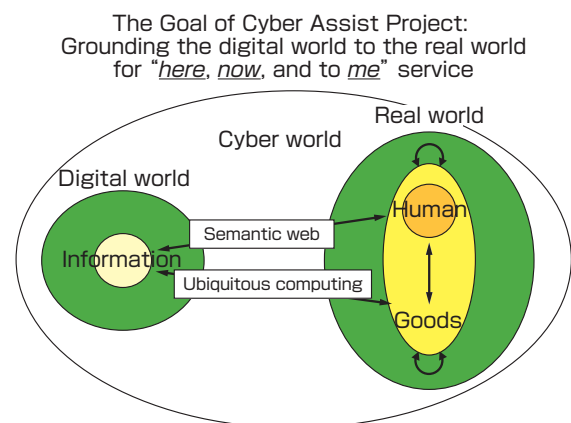 The Goal of Cyber Assist Project:
Grounding the digital world to the real world
for “here, now, and to me” service
Real world
Cyber world
Digital world
Human
Semantic web
Information
Ubiquitous computing
Goods